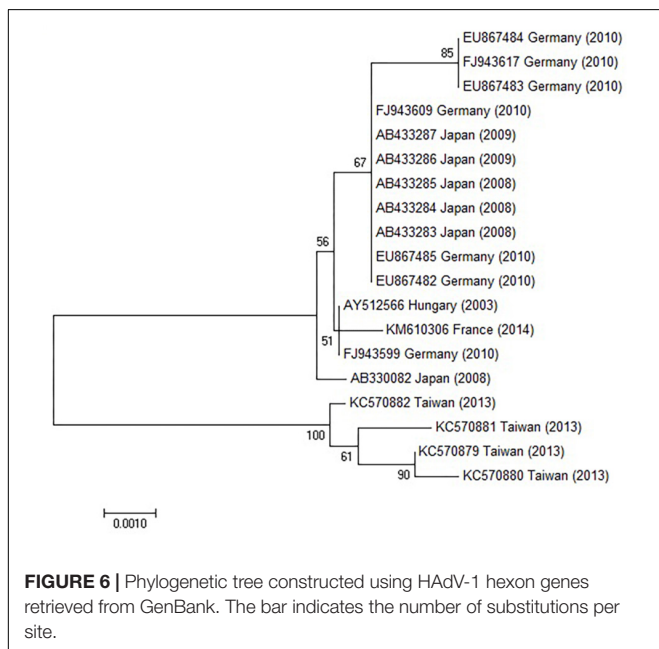 EU867484 Germany (2010)
85
FJ943617 Germany (2010)
EU867483 Germany (2010)
FJ943609 Germany (2010)
AB433287 Japan (2009)
67
AB433286 Japan (2009)
AB433285 Japan (2008)
AB433284 Japan (2008)
AB433283 Japan (2008)
56
EU867485 Germany (2010)
EU867482 Germany (2010)
AY512566 Hungary (2003)
KM610306 France (2014)
51
FJ943599 Germany (2010)
AB330082 Japan (2008)
KC570882 Taiwan (2013)
KC570881 Taiwan (2013)
100
KC570879 Taiwan (2013)
61
KC570880 Taiwan (2013)
90
0.0010
FIGURE 6 | Phylogenetic tree constructed using HAdV-1 hexon genes
retrieved from GenBank. The bar indicates the number of substitutions per
site.